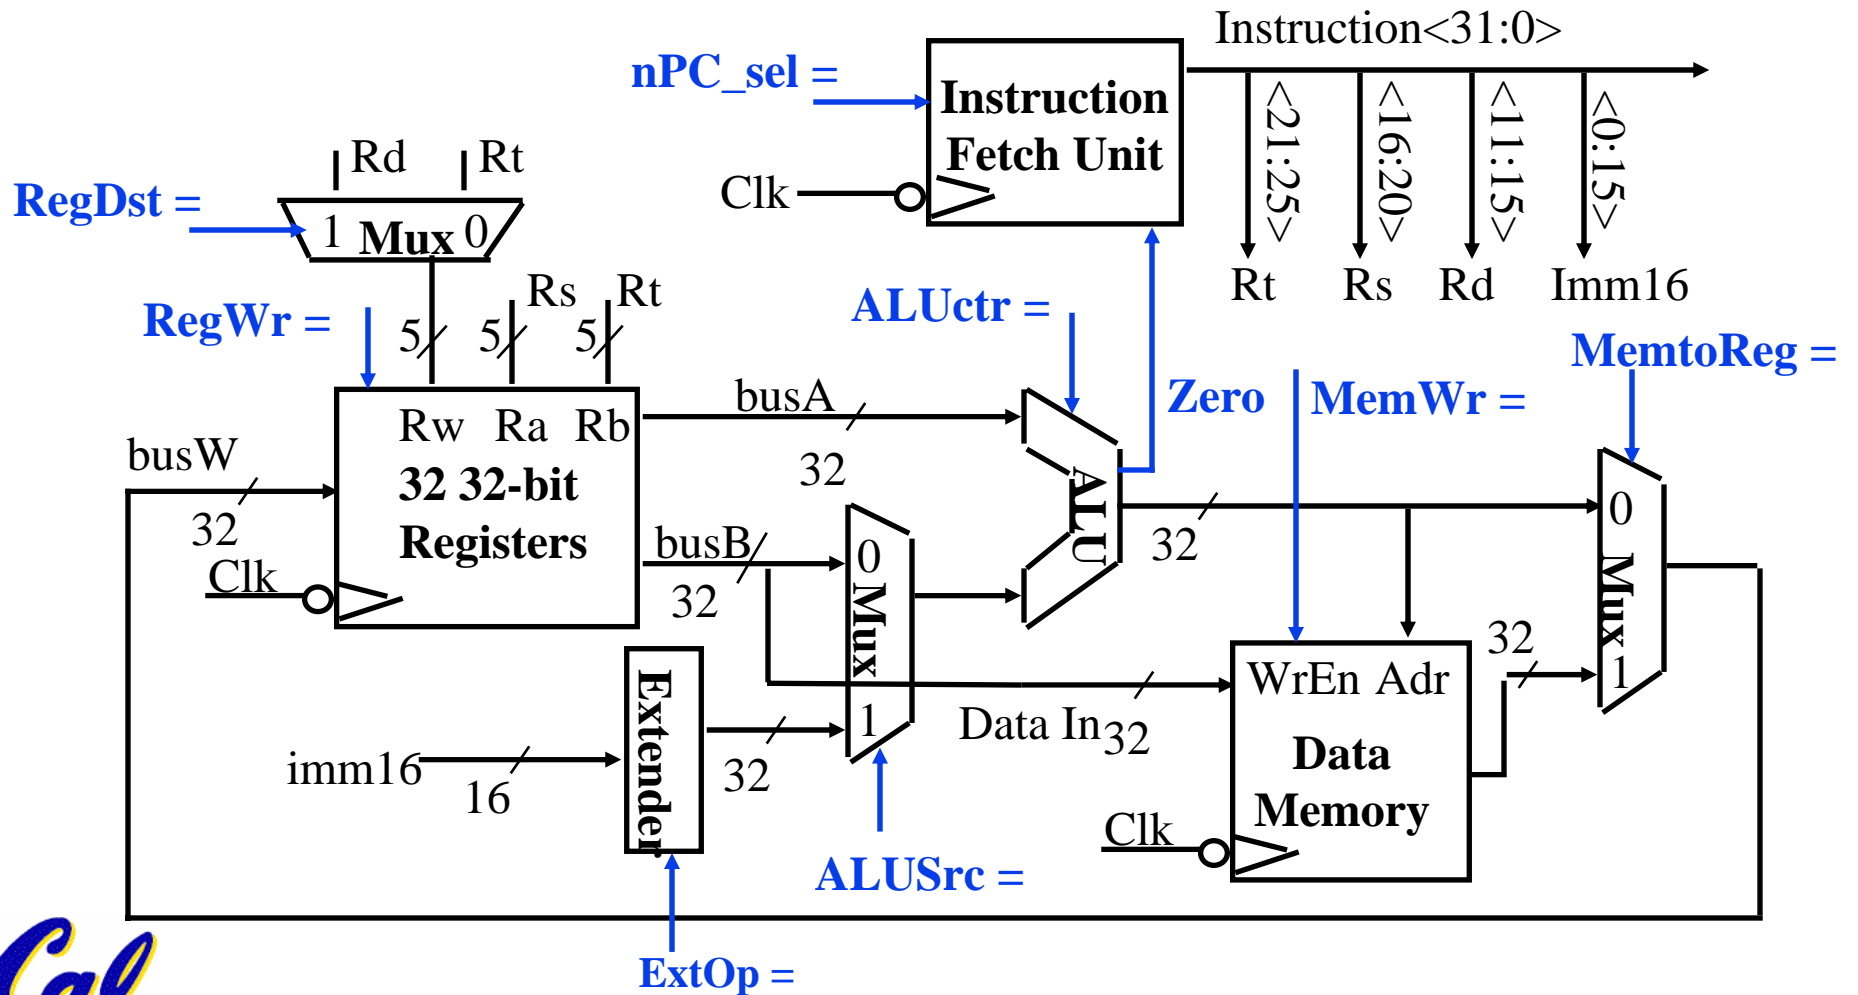 Instruction<31:0>
nPC_sel =
Instruction
Fetch Unit
Clk
<21:25>
<16:20>
<11:15>
<0:15>
Rt
Rs
Rd
Imm16
Rd
Rt
RegDst =
1 Mux 0
Rs
Rt
RegWr =
5
5
5
ALUctr =
Zero
MemWr =
MemtoReg =
busA
32
Rw Ra Rb
32 32-bit
Registers
busW
32
Clk
busB
32
0
Mux
1
ALU
32
0
Mux
1
32
Extender
imm16
16
32
Data In
32
WrEn Adr
Data
Memory
Clk
ALUSrc =
ExtOp =
Cal